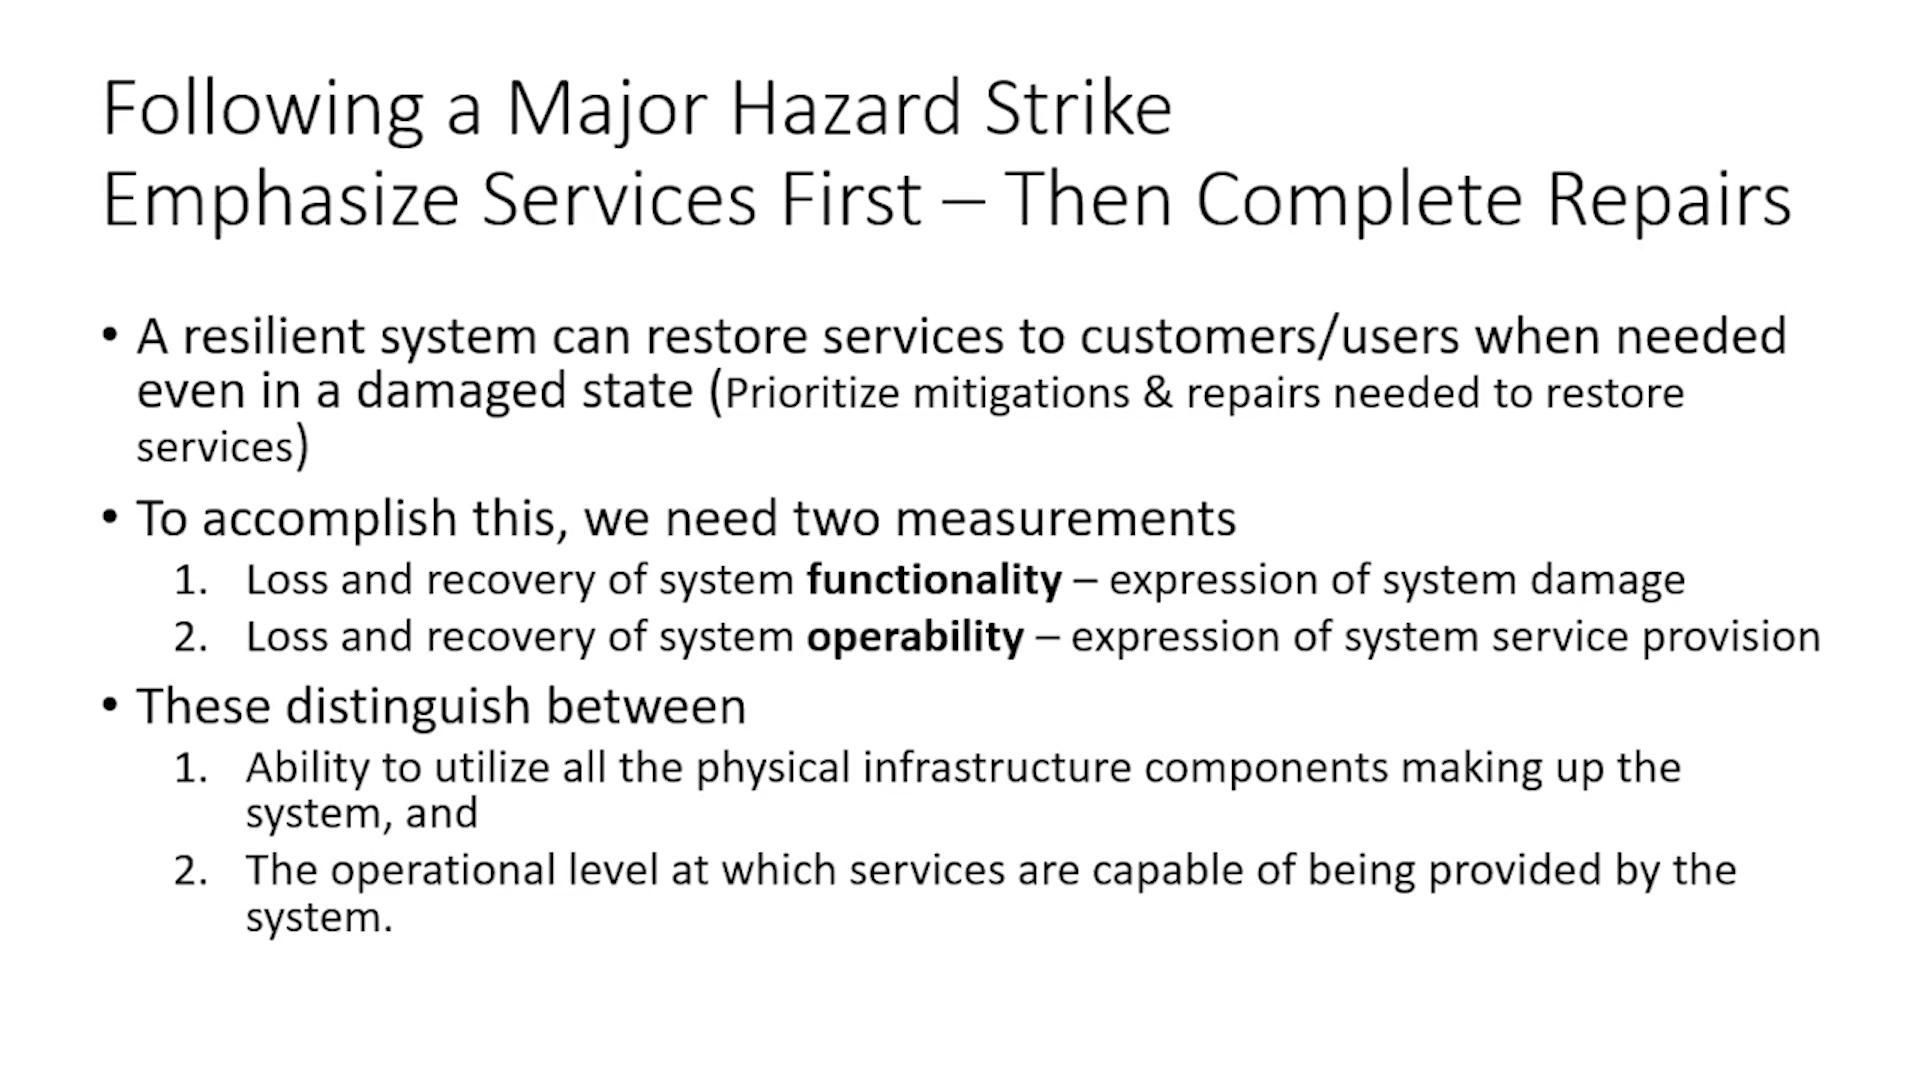 Following a Major Hazard Strike
Emphasize Services First – Then Complete Repairs
• A resilient system can restore services to customers/users when needed
even in a damaged state (Prioritize mitigations & repairs needed to restore
services)
• To accomplish this, we need two measurements
1. Loss and recovery of system functionality – expression of system damage
2. Loss and recovery of system operability – expression of system service provision
• These distinguish between
1. Ability to utilize all the physical infrastructure components making up the
system, and
2. The operational level at which services are capable of being provided by the
system.